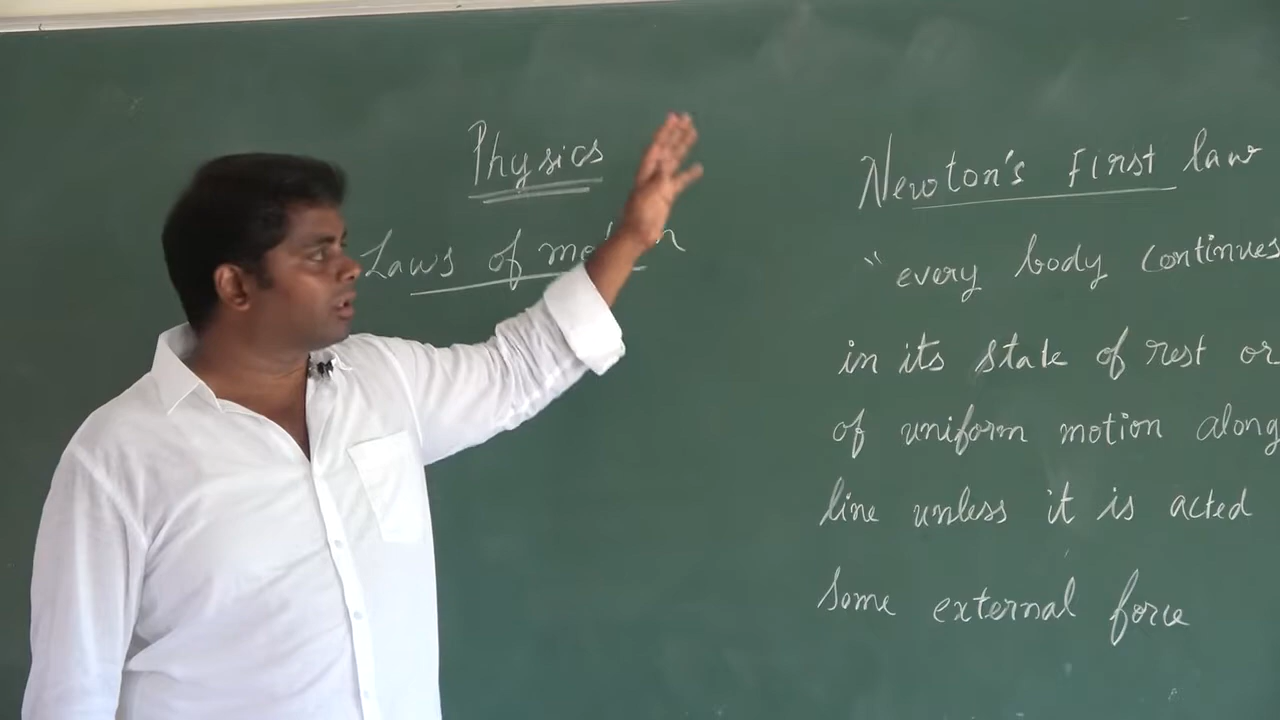 Physics
Laws of motion
Newton's First law
"every body continues
in its state of rest or
of uniform motion along
line unless it is acted
some external force